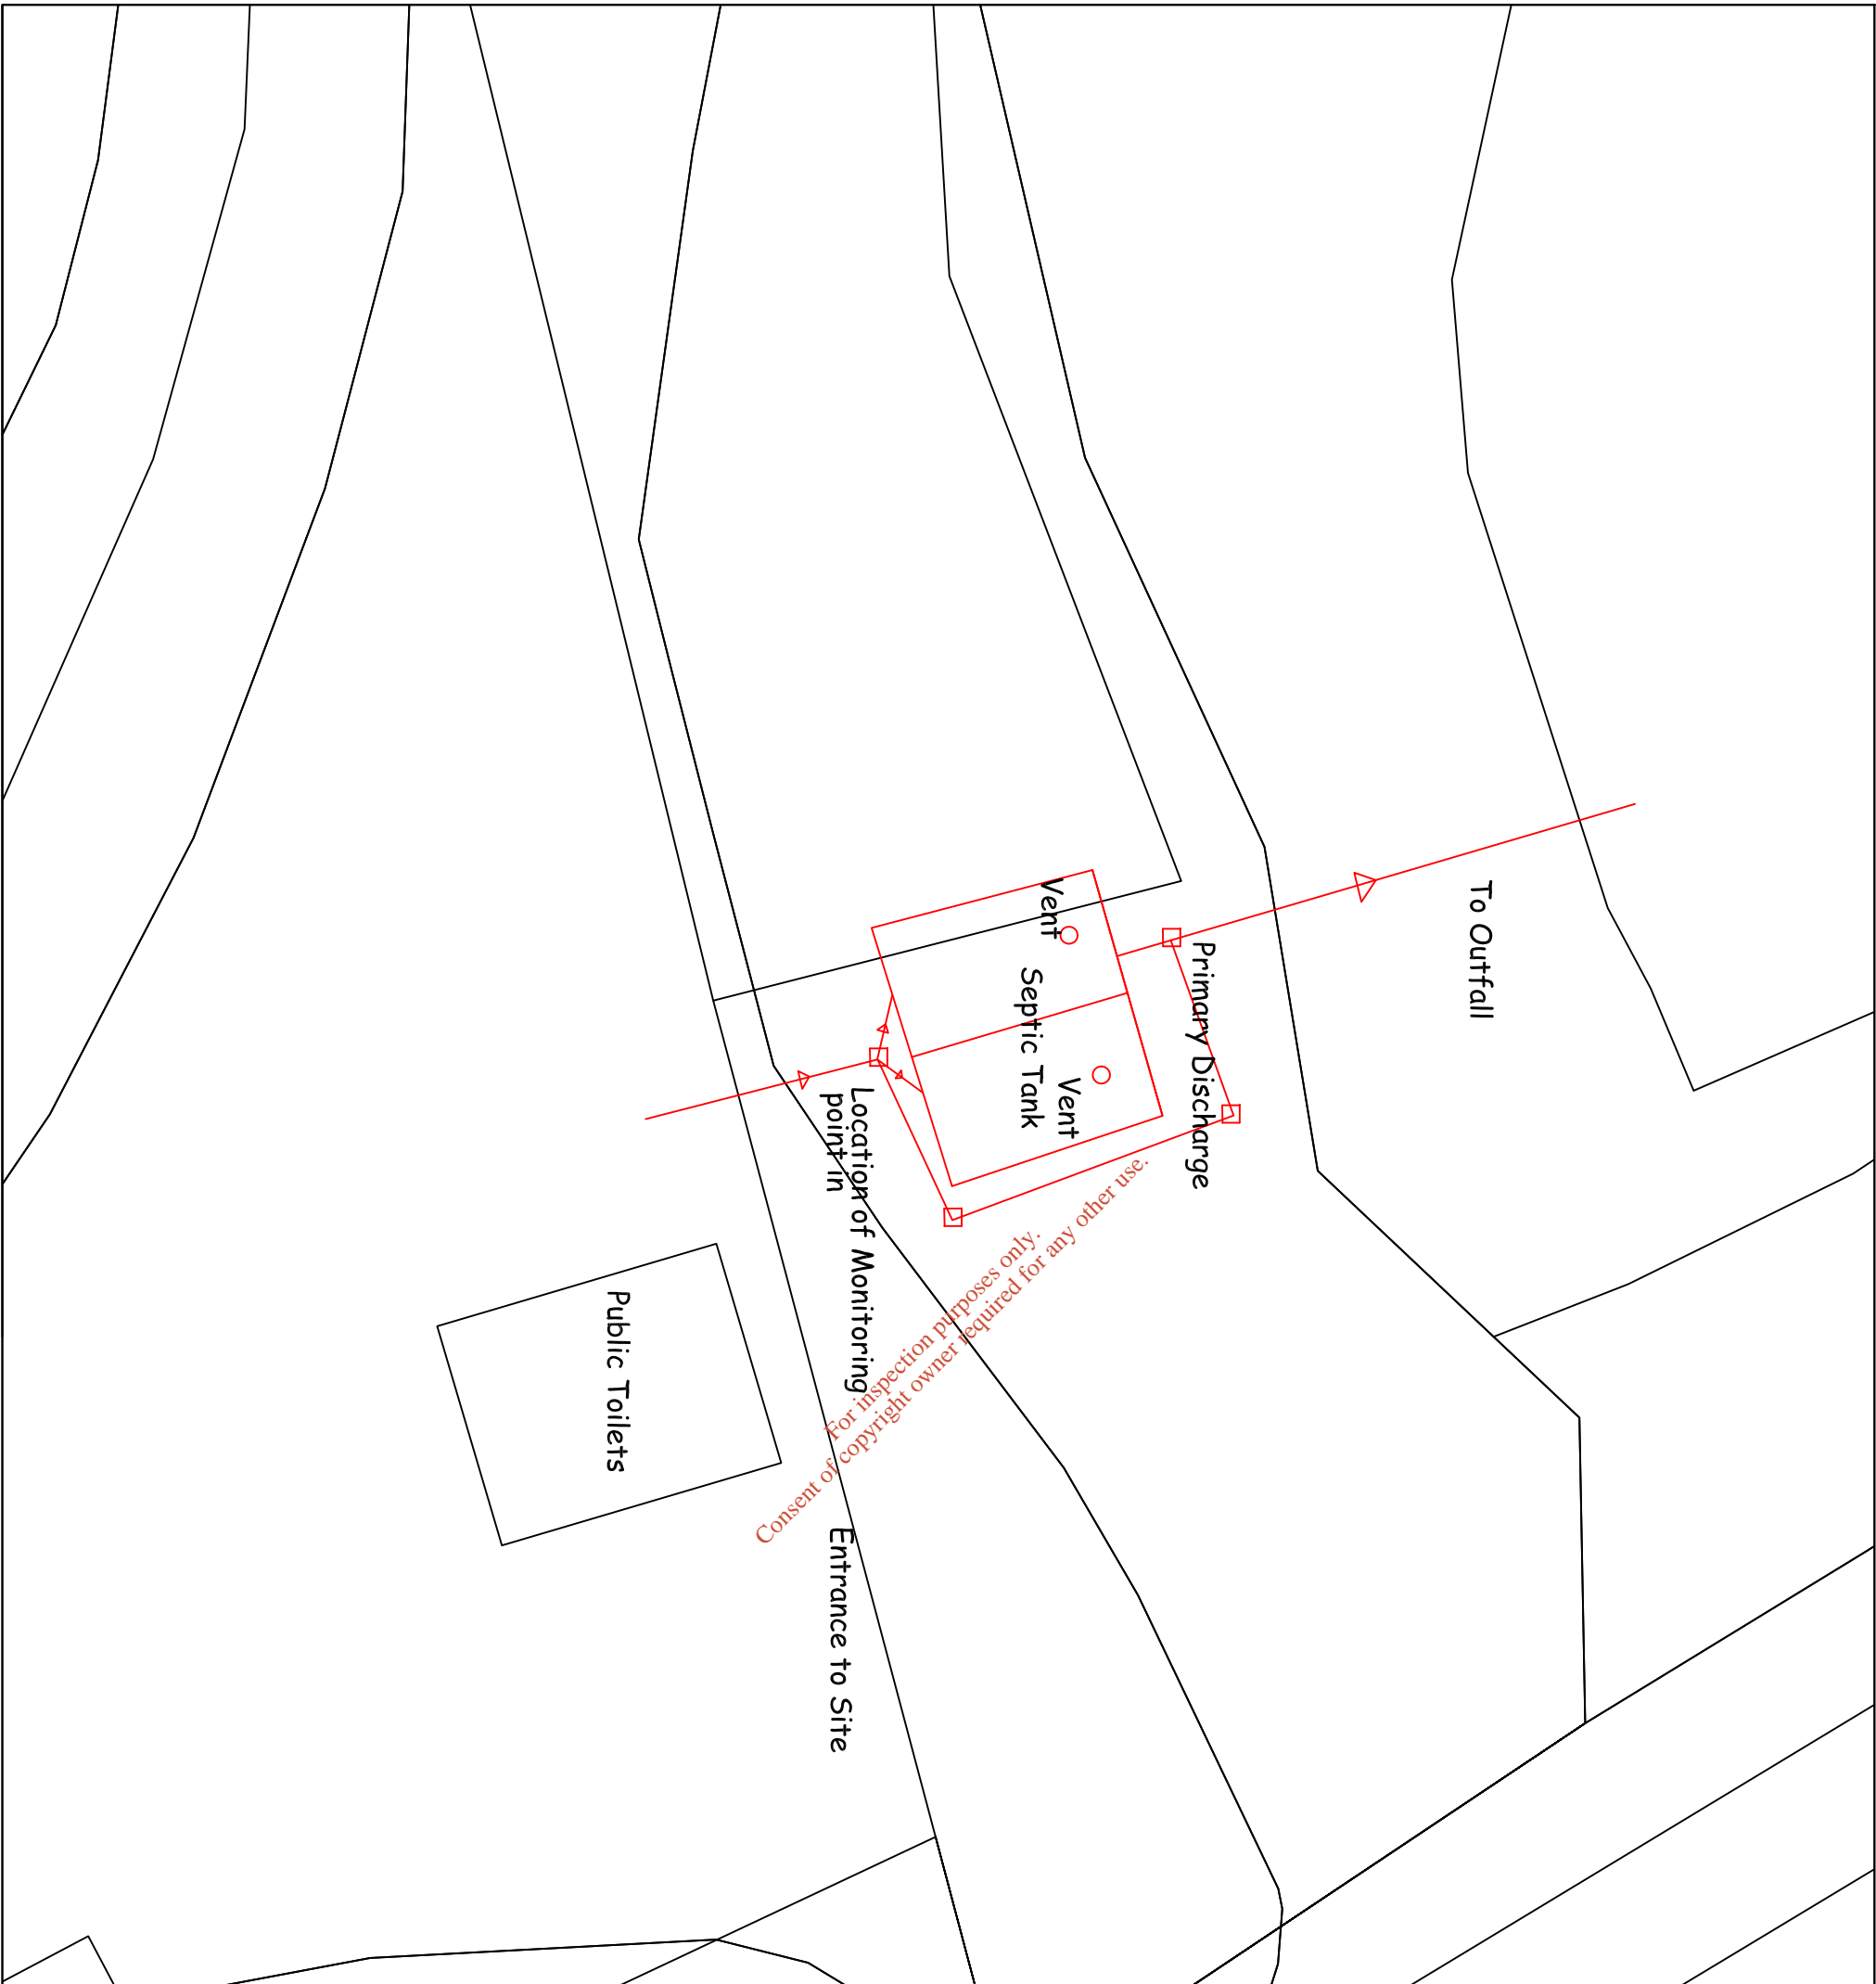 To Outfall
Primary Discharge
Vent
Vent
Septic Tank
Location of Monitoring
point in
Entrance to Site
Public Toilets
For inspection purposes only.
Consent of copyright owner required for any other use.